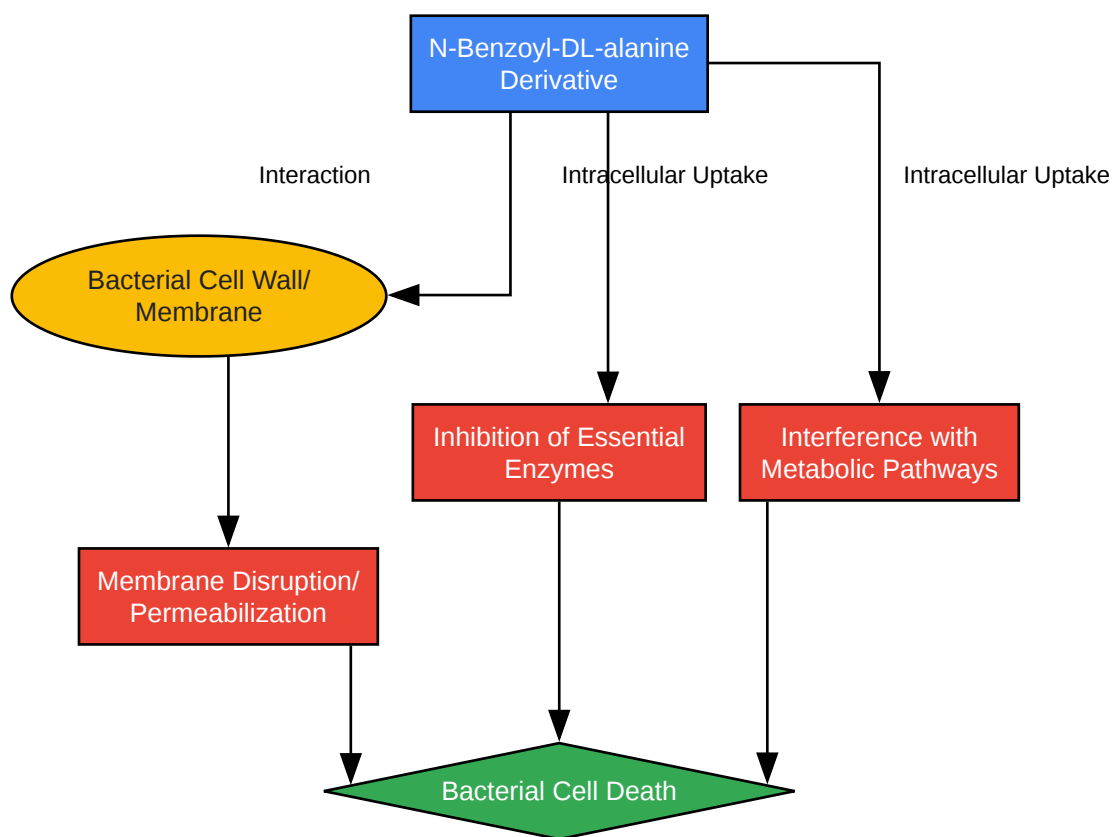 N-Benzoyl-DL-alanine
Derivative
Interaction
Intracellular Uptake
Intracellular Uptake
Bacterial Cell Wall/
Membrane
Inhibition of Essential
Enzymes
Interference with
Metabolic Pathways
Membrane Disruption/
Permeabilization
Bacterial Cell Death